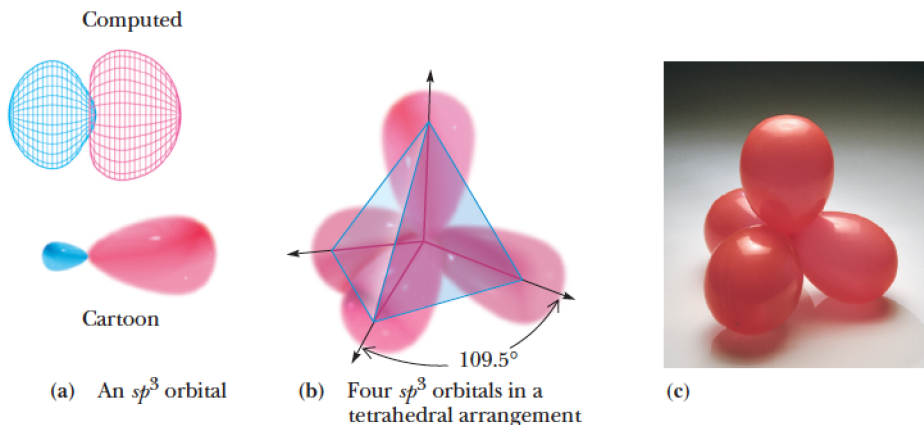 Computed
Cartoon
109.5°
(a) An sp³ orbital
(b) Four sp³ orbitals in a
tetrahedral arrangement
(c)